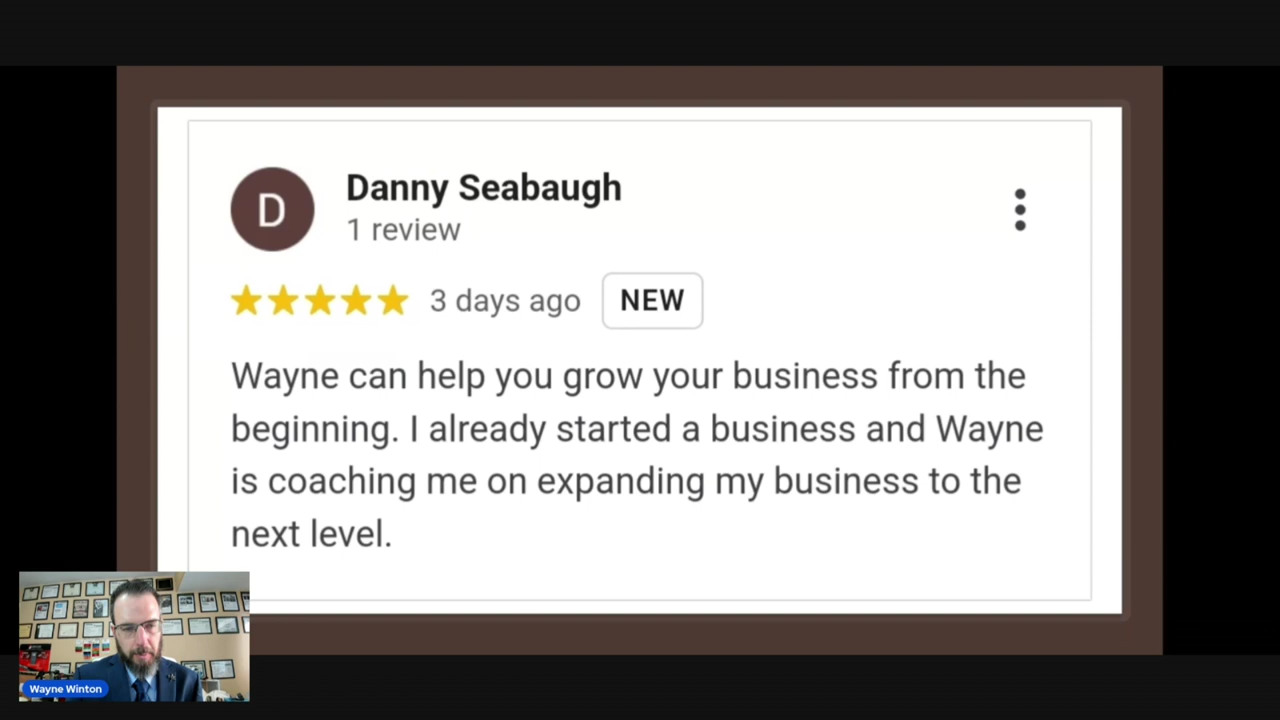 D
Danny Seabaugh
1 review
3 days ago NEW
Wayne can help you grow your business from the
beginning. I already started a business and Wayne
is coaching me on expanding my business to the
next level.
Wayne Winton